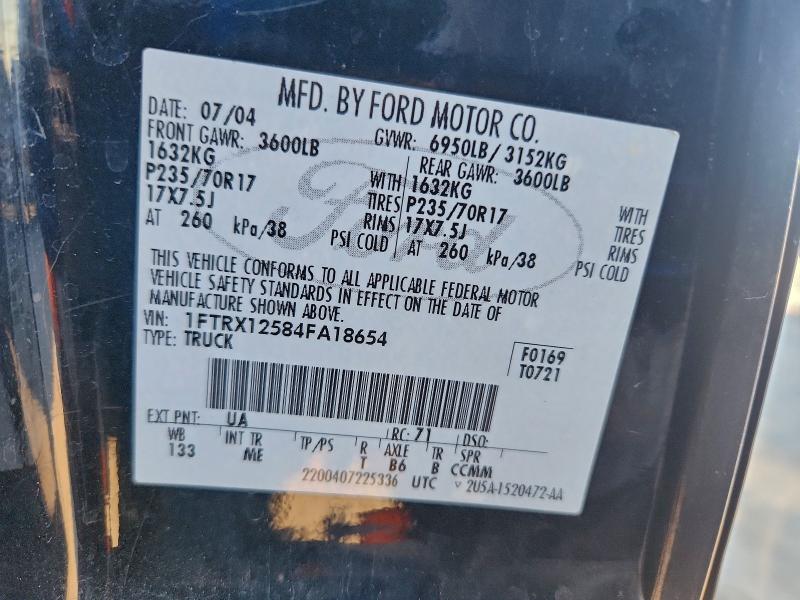 MFD. BY FORD MOTOR CO.
DATE: 07/04 GVWR: 6950LB/ 3152KG
FRONT GAWR: 3600LB REAR GAWR: 3600LB
1632KG WITH 1632KG WITH
P235/70R17 TIRES P235/70R17 TIRES
17X7.5J RIMS 17X7.5J RIMS
AT 260 kPa/38 PSI COLD AT 260 kPa/38 PSI COLD
Ford
THIS VEHICLE CONFORMS TO ALL APPLICABLE FEDERAL MOTOR
VEHICLE SAFETY STANDARDS IN EFFECT ON THE DATE OF
MANUFACTURE SHOWN ABOVE.
VIN: 1FTRX12584FA18654
TYPE: TRUCK
F0169
T0721
EXT PNT: UA RC: 71 DSO:
WB INT TR TP/PS R AXLE TR SPR
133 ME T B6 B CCMM
2200407225336 UTC v 2U5A-1520472-AA